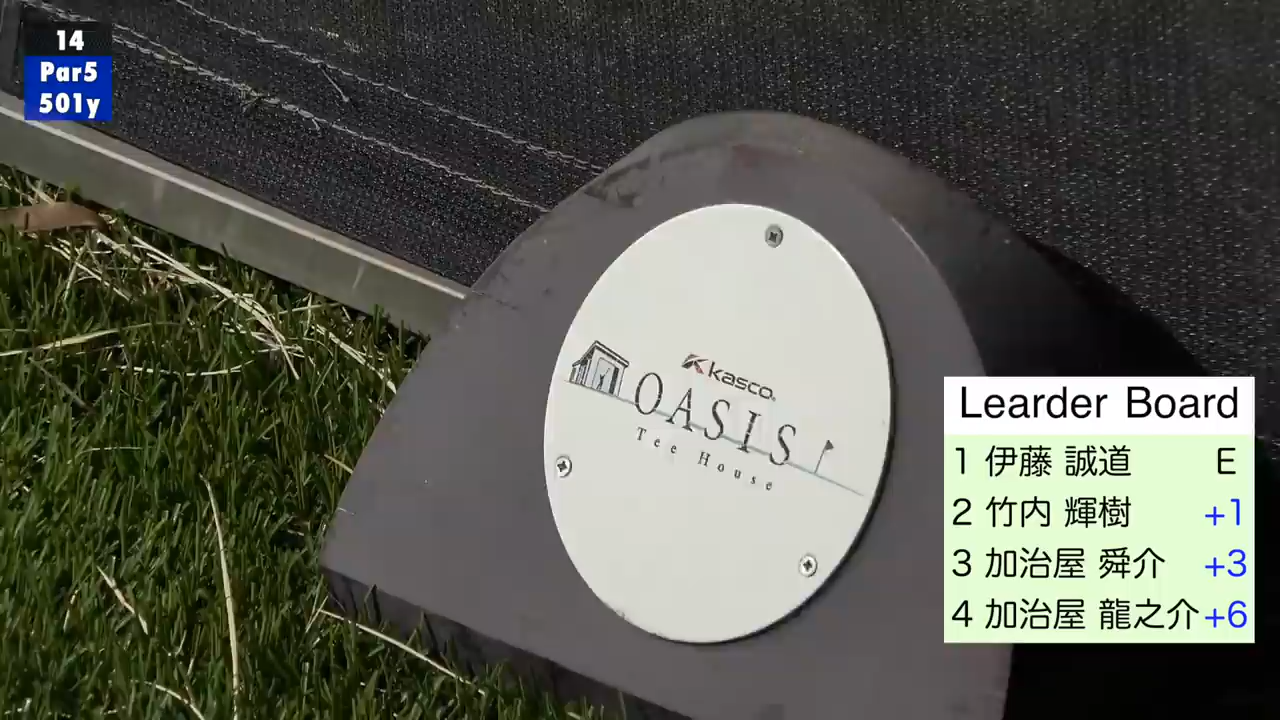 14
Par5
501y
kasco.
OASIS
Tee House
Learder Board
1 伊藤 誠道 E
2 竹内 輝樹 +1
3 加治屋 舜介 +3
4 加治屋 龍之介 +6